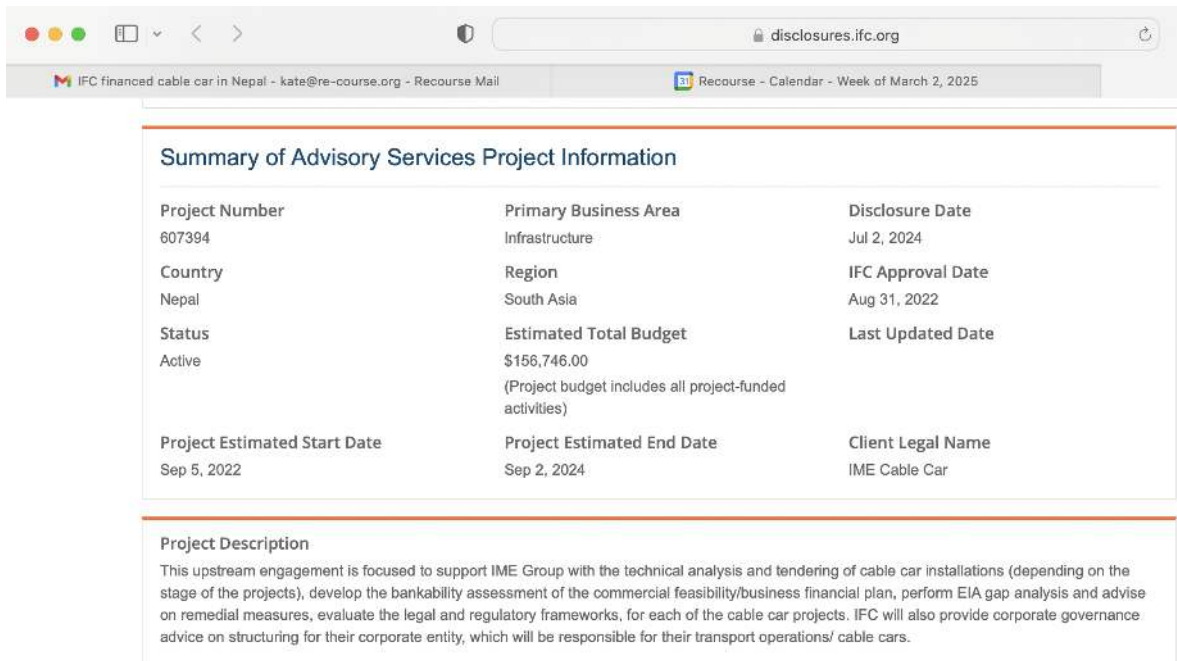 disclosures.ifc.org
IFC financed cable car in Nepal - kate@re-course.org - Recourse Mail
31
Recourse - Calendar - Week of March 2, 2025
Summary of Advisory Services Project Information
Project Number
Primary Business Area
Disclosure Date
607394
Infrastructure
Jul 2, 2024
Country
Region
IFC Approval Date
Nepal
South Asia
Aug 31, 2022
Status
Estimated Total Budget
Last Updated Date
Active
$156,746.00
(Project budget includes all project-funded
activities)
Project Estimated Start Date
Project Estimated End Date
Client Legal Name
Sep 5, 2022
Sep 2, 2024
IME Cable Car
Project Description
This upstream engagement is focused to support IME Group with the technical analysis and tendering of cable car installations (depending on the
stage of the projects), develop the bankability assessment of the commercial feasibility/business financial plan, perform EIA gap analysis and advise
on remedial measures, evaluate the legal and regulatory frameworks, for each of the cable car projects. IFC will also provide corporate governance
advice on structuring for their corporate entity, which will be responsible for their transport operations/ cable cars.